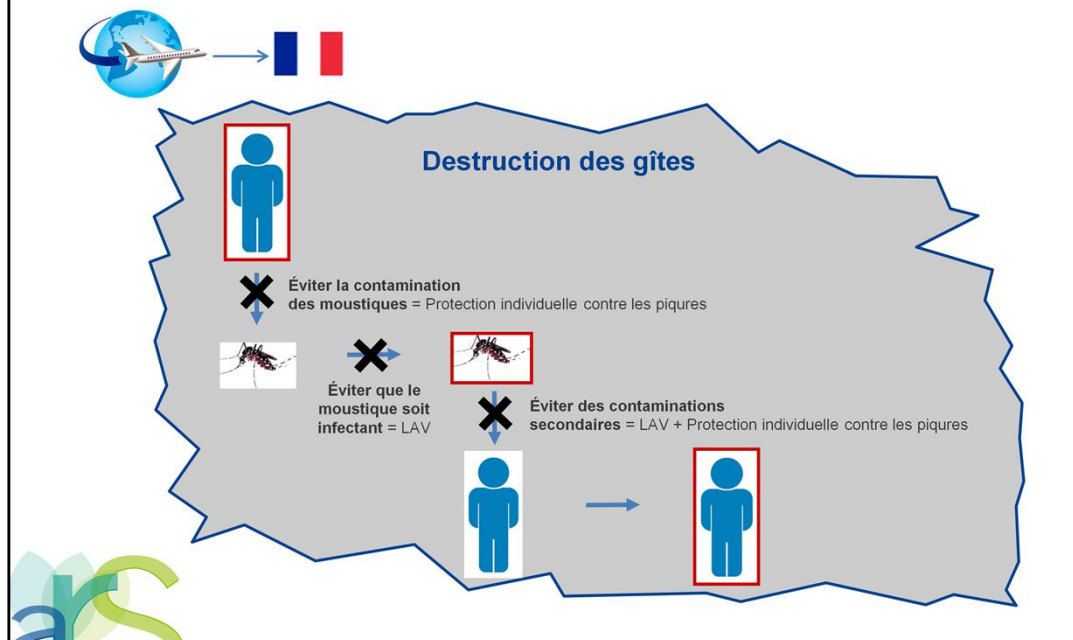 Destruction des gîtes
Éviter la contamination
des moustiques = Protection individuelle contre les piqures
Éviter que le
moustique soit
infectant = LAV
Éviter des contaminations
secondaires = LAV + Protection individuelle contre les piqures
ars